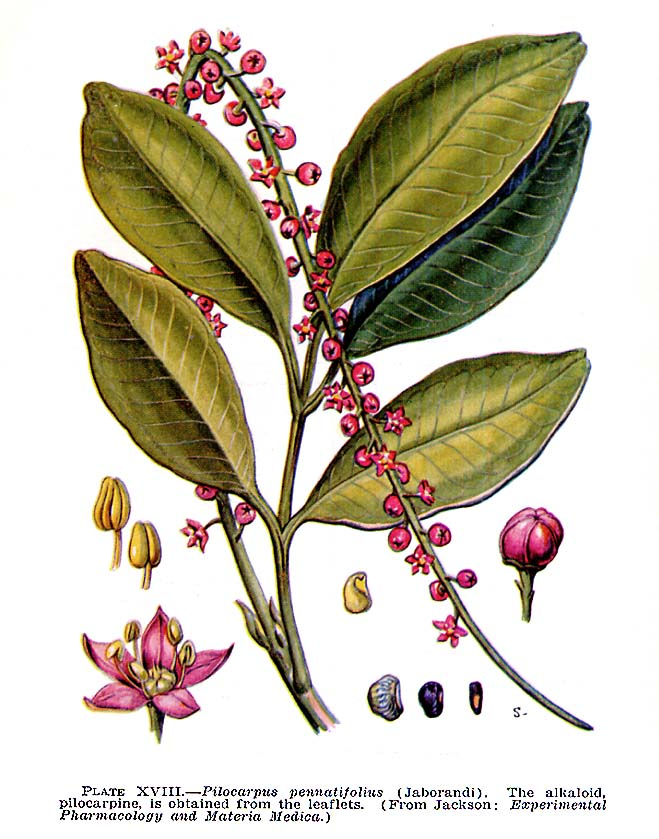 S-
PLATE XVIII.—Pilocarpus pennatifolius (Jaborandi). The alkaloid,
pilocarpine, is obtained from the leaflets. (From Jackson: Experimental
Pharmacology and Materia Medica.)